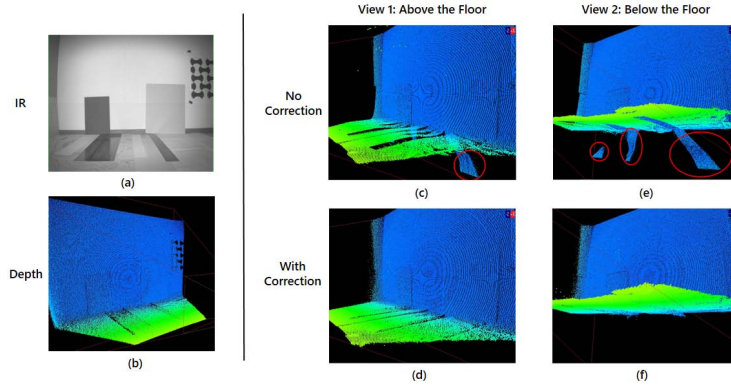 View 1: Above the Floor
View 2: Below the Floor
IR
No
Correction
(a)
(c)
(e)
Depth
With
Correction
(b)
(d)
(f)